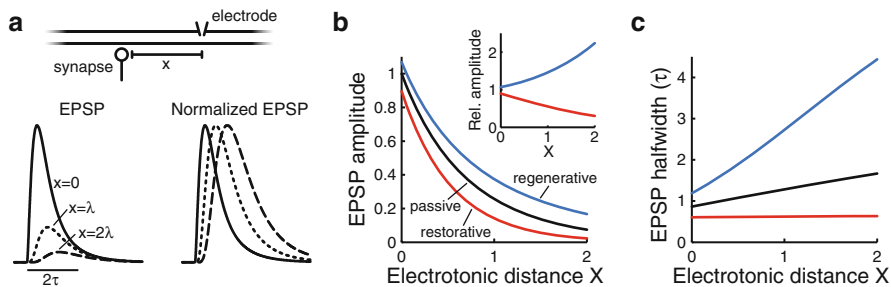 a
electrode
synapse
x
EPSP
Normalized EPSP
x=0
x=λ
x=2λ
2τ
b
EPSP amplitude
1
0.8
0.6
0.4
0.2
0
0
1
2
Electrotonic distance X
passive
restorative
regenerative
Rel. amplitude
2
1
0
0
1
2
X
c
EPSP halfwidth (τ)
4
3
2
1
0
0
1
2
Electrotonic distance X